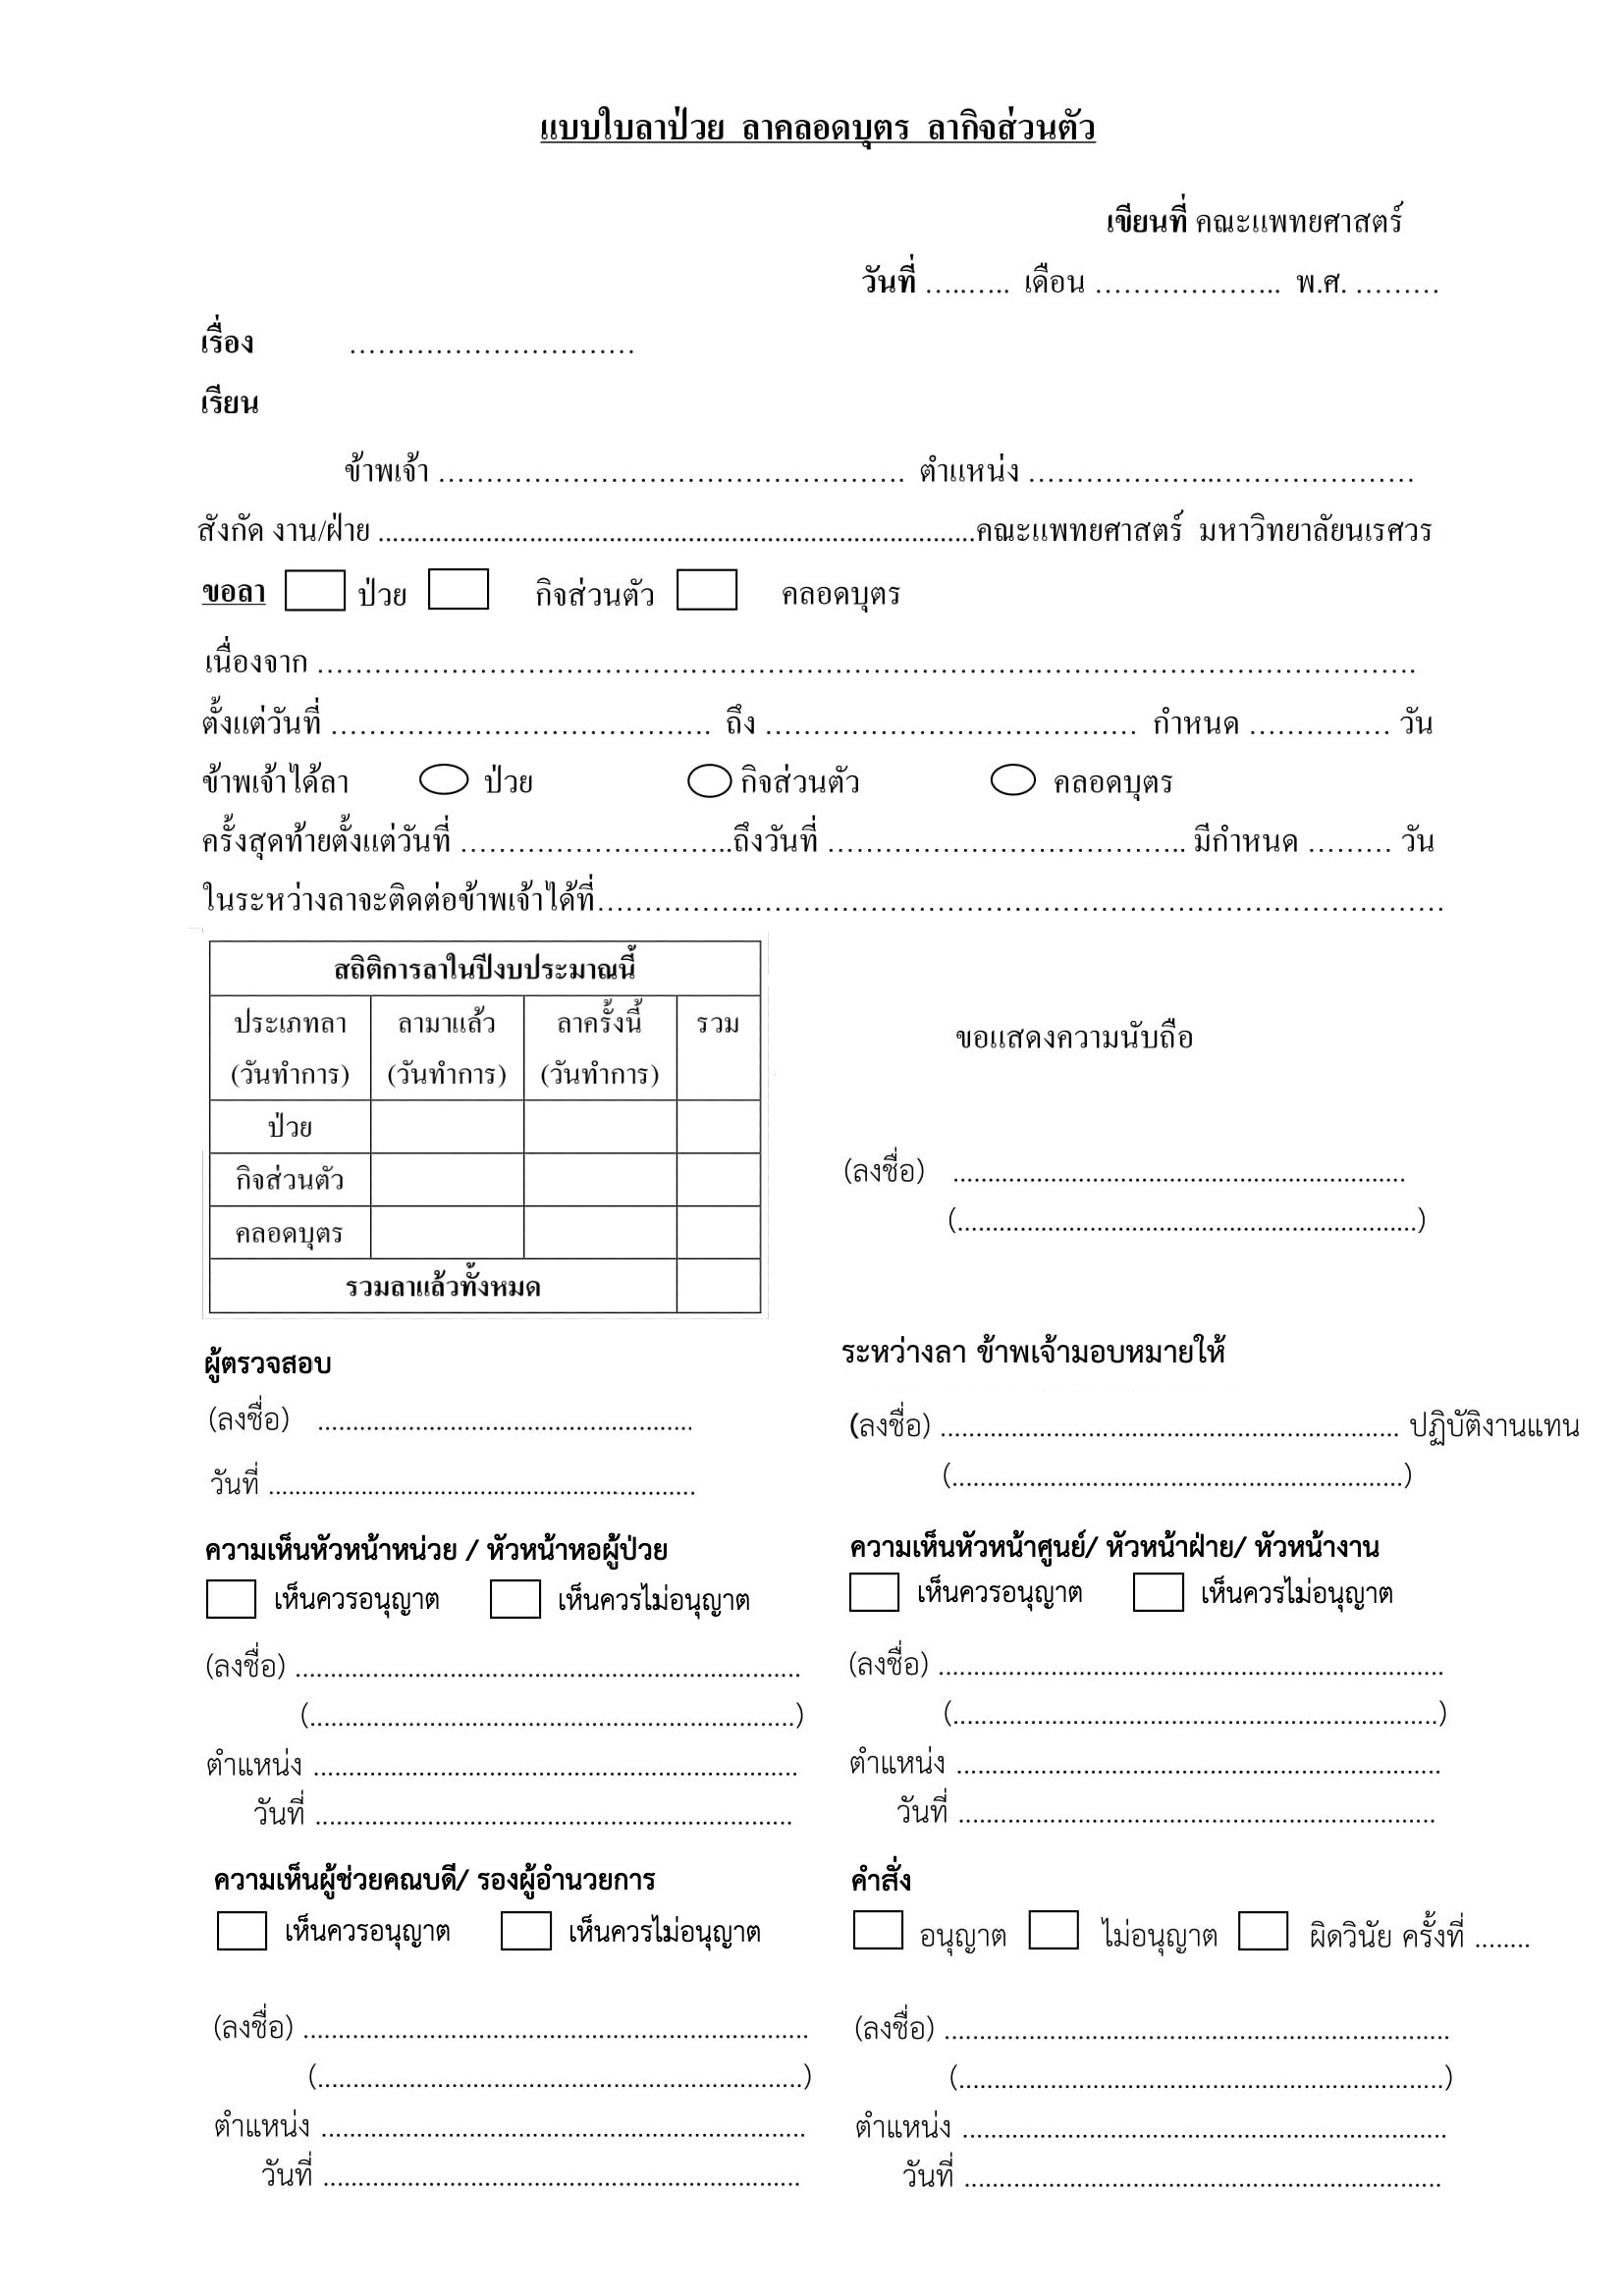 แบบใบลาป่วย ลาคลอดบุตร ลากิจส่วนตัว
เขียนที่ คณะแพทยศาสตร์
วันที่ …..….. เดือน ……………….. พ.ศ. ………
เรื่อง …………………………
เรียน
ข้าพเจ้า …………………………………………. ตำแหน่ง ………………..…………………
สังกัด งาน/ฝ่าย ...................................................................................คณะแพทยศาสตร์ มหาวิทยาลัยนเรศวร
ขอลา ป่วย กิจส่วนตัว คลอดบุตร
เนื่องจาก …………………………………………………………………………………………………….
ตั้งแต่วันที่ …………………………………. ถึง ………………………………… กำหนด …………… วัน
ข้าพเจ้าได้ลา ป่วย กิจส่วนตัว คลอดบุตร
ครั้งสุดท้ายตั้งแต่วันที่ ………………………..ถึงวันที่ ……………………………….. มีกำหนด ……… วัน
ในระหว่างลาจะติดต่อข้าพเจ้าได้ที่……………..………………………………………………………………
สถิติการลาในปีงบประมาณนี้
ประเภทลา ลามาแล้ว ลาครั้งนี้ รวม
(วันทำการ) (วันทำการ) (วันทำการ)
ป่วย
กิจส่วนตัว
คลอดบุตร
รวมลาแล้วทั้งหมด
ขอแสดงความนับถือ
(ลงชื่อ) ................................................................
(.................................................................)
ผู้ตรวจสอบ
(ลงชื่อ) .....................................................
วันที่ ..............................................................
ระหว่างลา ข้าพเจ้ามอบหมายให้
(ลงชื่อ) ................................................................ ปฏิบัติงานแทน
(................................................................)
ความเห็นหัวหน้าหน่วย / หัวหน้าหอผู้ป่วย
เห็นควรอนุญาต เห็นควรไม่อนุญาต
(ลงชื่อ) .......................................................................
(.....................................................................)
ตำแหน่ง ....................................................................
วันที่ ...................................................................
ความเห็นหัวหน้าศูนย์/ หัวหน้าฝ่าย/ หัวหน้างาน
เห็นควรอนุญาต เห็นควรไม่อนุญาต
(ลงชื่อ) .......................................................................
(.....................................................................)
ตำแหน่ง ....................................................................
วันที่ ...................................................................
ความเห็นผู้ช่วยคณบดี/ รองผู้อำนวยการ
เห็นควรอนุญาต เห็นควรไม่อนุญาต
(ลงชื่อ) .......................................................................
(.....................................................................)
ตำแหน่ง ....................................................................
วันที่ ...................................................................
คำสั่ง
อนุญาต ไม่อนุญาต ผิดวินัย ครั้งที่ ........
(ลงชื่อ) .......................................................................
(.....................................................................)
ตำแหน่ง ....................................................................
วันที่ ...................................................................